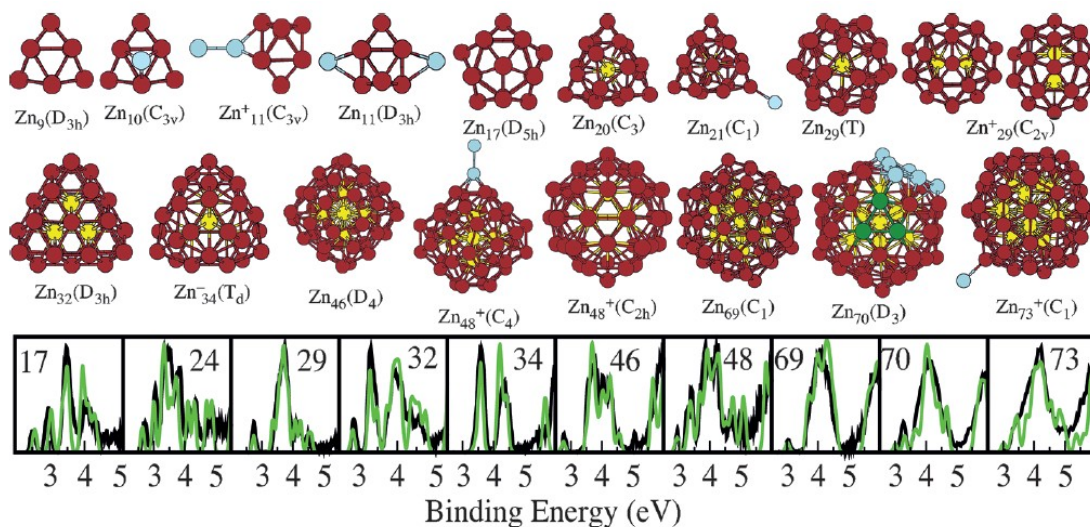 Zn9(D3h) Zn10(C3v) Zn+11(C3v) Zn11(D3h) Zn17(D5h) Zn20(C3) Zn21(C1) Zn29(T) Zn+29(C2v)
Zn32(D3h) Zn−34(Td) Zn46(D4) Zn48+(C4) Zn48+(C2h) Zn69(C1) Zn70(D3) Zn73+(C1)
17 24 29 32 34 46 48 69 70 73
3 4 5 3 4 5 3 4 5 3 4 5 3 4 5 3 4 5 3 4 5 3 4 5 3 4 5 3 4 5
Binding Energy (eV)